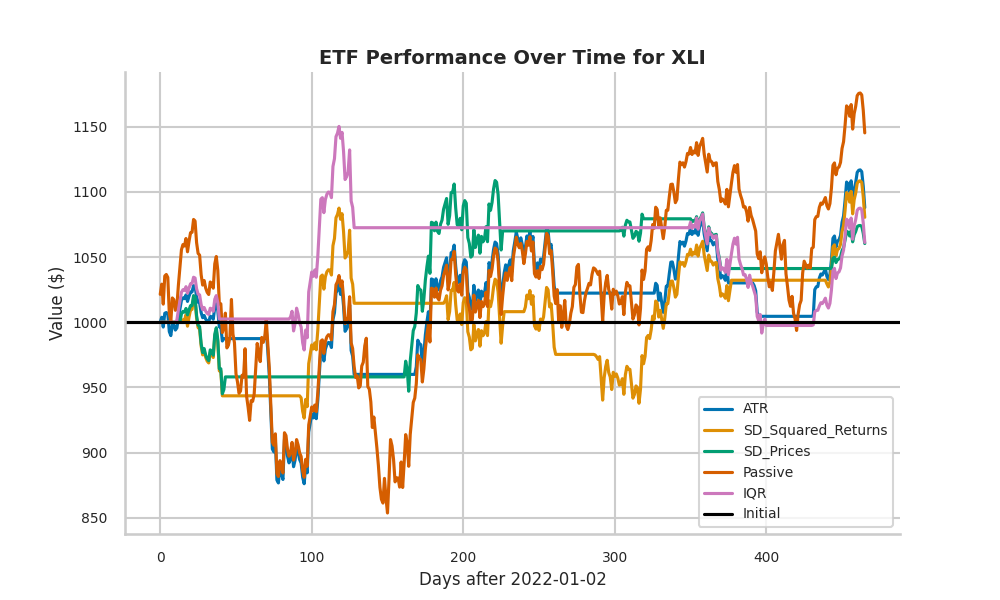 ETF Performance Over Time for XLI
Value ($)
1150
1100
1050
1000
950
900
850
ATR
SD_Squared_Returns
SD_Prices
Passive
IQR
Initial
0 100 200 300 400
Days after 2022-01-02